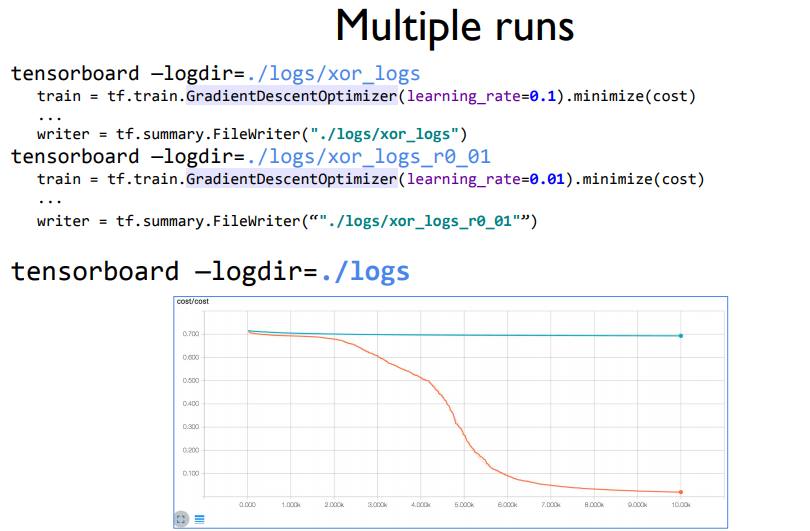 Multiple runs
tensorboard —logdir=./logs/xor_logs
train = tf.train.GradientDescentOptimizer(learning_rate=0.1).minimize(cost)
...
writer = tf.summary.FileWriter("./logs/xor_logs")
tensorboard —logdir=./logs/xor_logs_r0_01
train = tf.train.GradientDescentOptimizer(learning_rate=0.01).minimize(cost)
...
writer = tf.summary.FileWriter(“"./logs/xor_logs_r0_01"”)
tensorboard —logdir=./logs
cost/cost
0.700
0.600
0.500
0.400
0.300
0.200
0.100
0.000 1.000k 2.000k 3.000k 4.000k 5.000k 6.000k 7.000k 8.000k 9.000k 10.00k